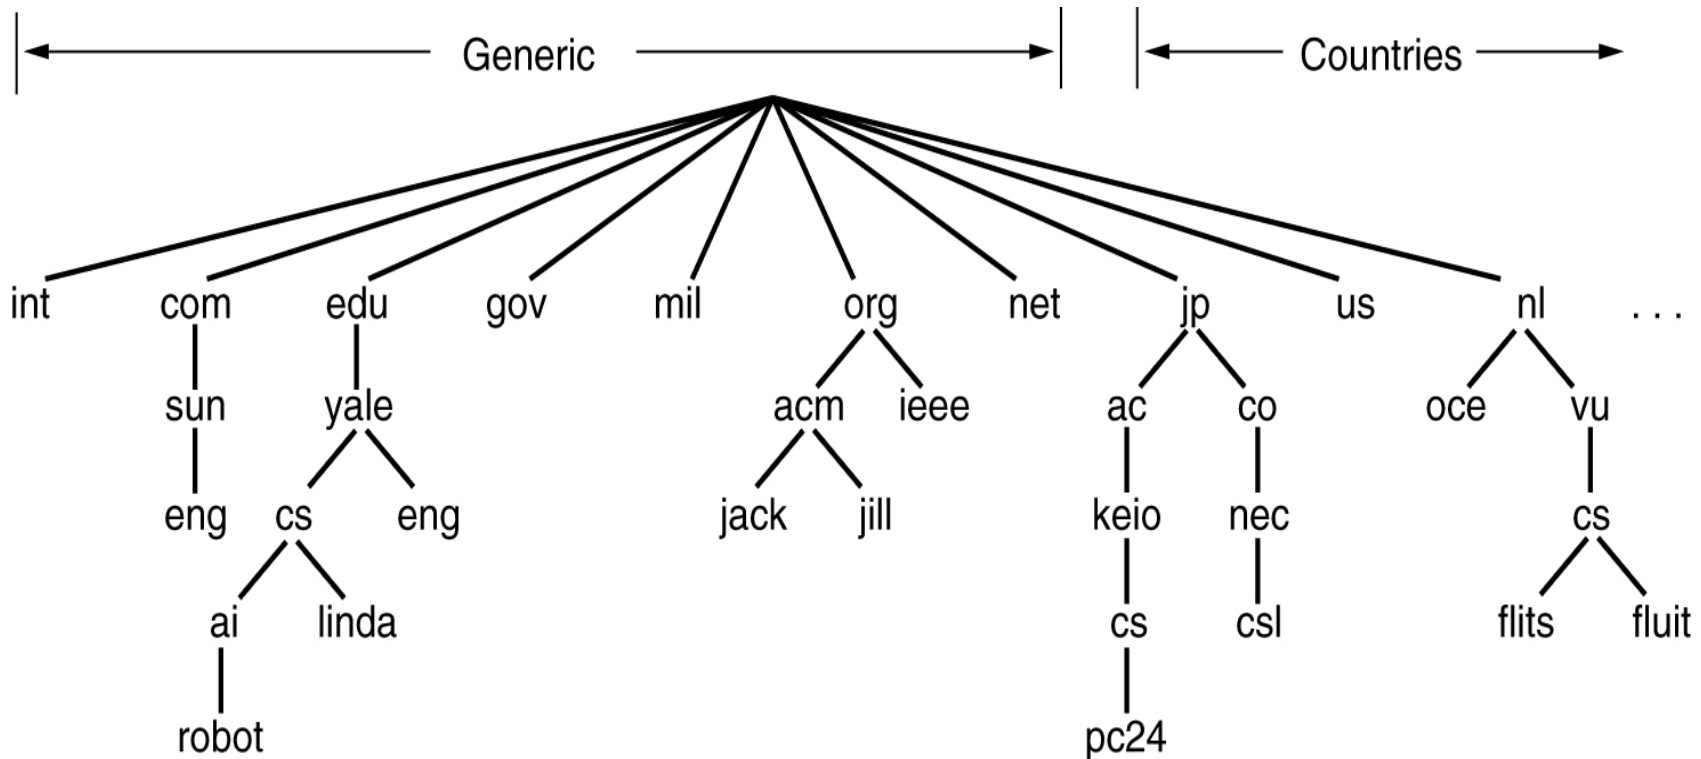 Generic Countries
int com edu gov mil org net jp us nl . . .
sun yale acm ieee ac co oce vu
eng cs eng jack jill keio nec cs
ai linda cs csl flits fluit
robot pc24